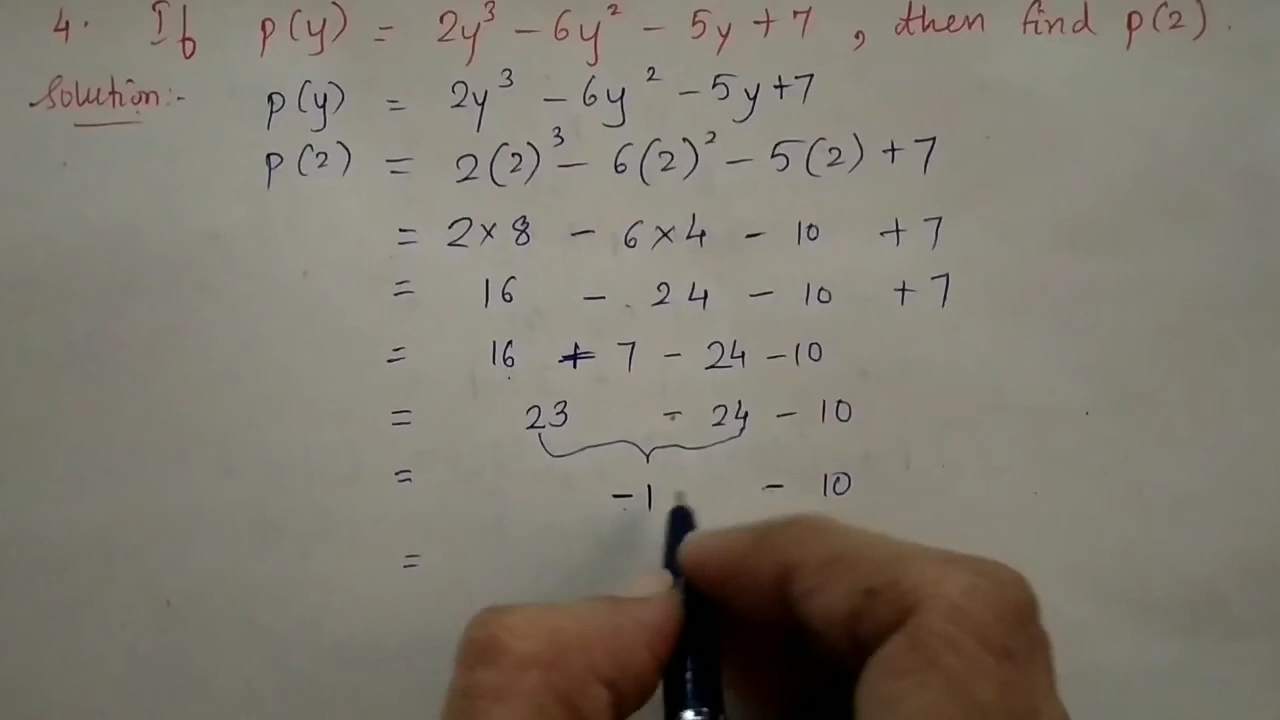 4. If p(y) = 2y³ - 6y² - 5y + 7 , then find p(2) .
Solution:- p(y) = 2y³ - 6y² - 5y + 7
p(2) = 2(2)³ - 6(2)² - 5(2) + 7
= 2 × 8 - 6 × 4 - 10 + 7
= 16 - 24 - 10 + 7
= 16 + 7 - 24 - 10
= 23 - 24 - 10
= -1 - 10
=